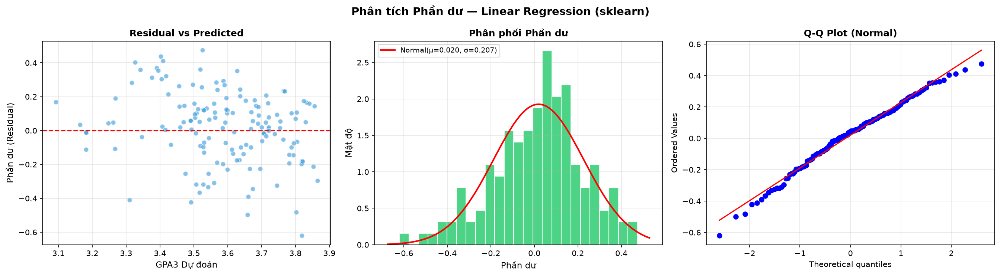 Phân tích Phần dư — Linear Regression (sklearn)
Residual vs Predicted
Phần dư (Residual)
0.4
0.2
0.0
−0.2
−0.4
−0.6
3.1 3.2 3.3 3.4 3.5 3.6 3.7 3.8 3.9
GPA3 Dự đoán
Phân phối Phần dư
Normal(μ=0.020, σ=0.207)
Mật độ
2.5
2.0
1.5
1.0
0.5
0.0
−0.6 −0.4 −0.2 0.0 0.2 0.4
Phần dư
Q-Q Plot (Normal)
Ordered Values
0.6
0.4
0.2
0.0
−0.2
−0.4
−0.6
−2 −1 0 1 2
Theoretical quantiles